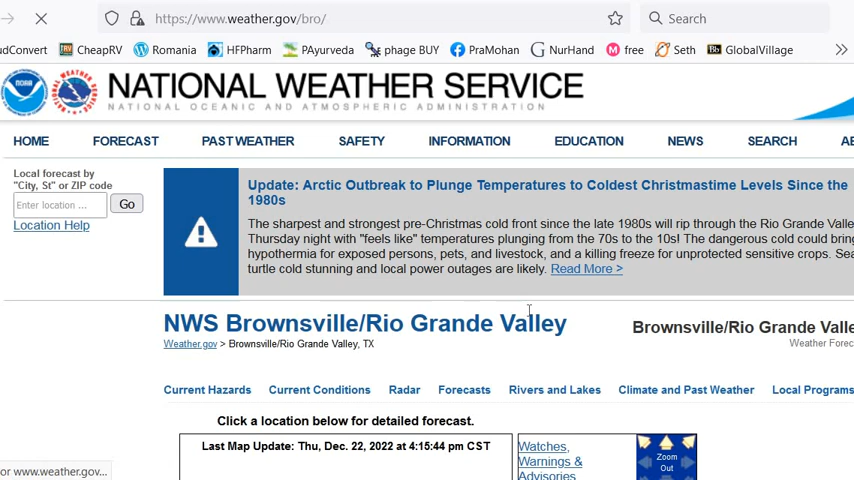 https://www.weather.gov/bro/
Search
CheapRV
Romania
HFPharm
PAyurveda
phage BUY
PraMohan
NurHand
free
Seth
GlobalVillage
NOAA
NATIONAL WEATHER SERVICE
NATIONAL OCEANIC AND ATMOSPHERIC ADMINISTRATION
HOME
FORECAST
PAST WEATHER
SAFETY
INFORMATION
EDUCATION
NEWS
SEARCH
Local forecast by
"City, St" or ZIP code
Enter location ...
Go
Location Help
Update: Arctic Outbreak to Plunge Temperatures to Coldest Christmastime Levels Since the
1980s
The sharpest and strongest pre-Christmas cold front since the late 1980s will rip through the Rio Grande Valle
Thursday night with "feels like" temperatures plunging from the 70s to the 10s! The dangerous cold could bring
hypothermia for exposed persons, pets, and livestock, and a killing freeze for unprotected sensitive crops. Sea
turtle cold stunning and local power outages are likely. Read More >
NWS Brownsville/Rio Grande Valley
Weather.gov > Brownsville/Rio Grande Valley, TX
Brownsville/Rio Grande Valle
Weather Forec
Current Hazards
Current Conditions
Radar
Forecasts
Rivers and Lakes
Climate and Past Weather
Local Programs
Click a location below for detailed forecast.
Last Map Update: Thu, Dec. 22, 2022 at 4:15:44 pm CST
Watches,
Warnings &
Advisories
Zoom
Out
or www.weather.gov...